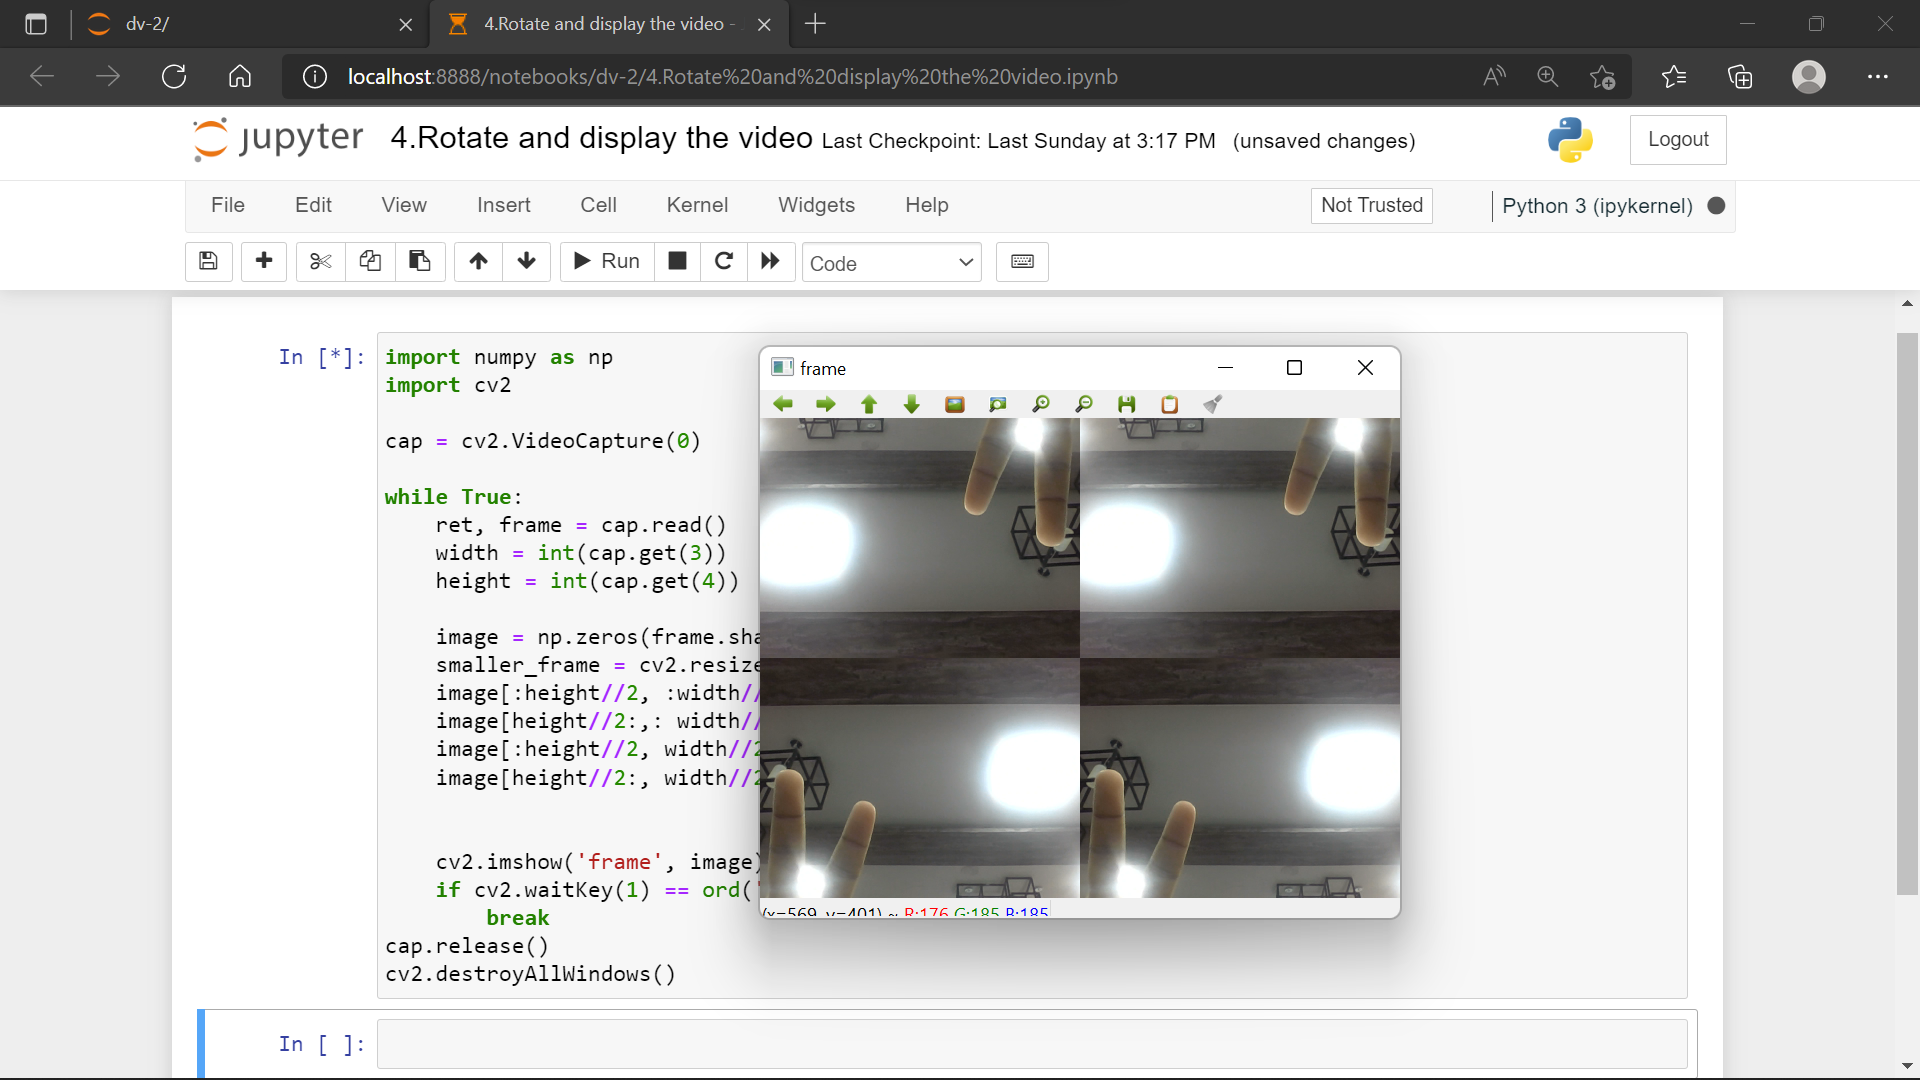 dv-2/
4.Rotate and display the video -
localhost:8888/notebooks/dv-2/4.Rotate%20and%20display%20the%20video.ipynb
jupyter 4.Rotate and display the video Last Checkpoint: Last Sunday at 3:17 PM (unsaved changes)
Logout
File Edit View Insert Cell Kernel Widgets Help
Not Trusted
Python 3 (ipykernel)
Run
Code
In [*]:
import numpy as np
import cv2
cap = cv2.VideoCapture(0)
while True:
ret, frame = cap.read()
width = int(cap.get(3))
height = int(cap.get(4))
image = np.zeros(frame.sha
smaller_frame = cv2.resize
image[:height//2, :width//
image[height//2:,: width//
image[:height//2, width//2
image[height//2:, width//2
cv2.imshow('frame', image)
if cv2.waitKey(1) == ord('
break
cap.release()
cv2.destroyAllWindows()
frame
(x=569, y=401) ~ R:176 G:185 B:185
In [ ]: